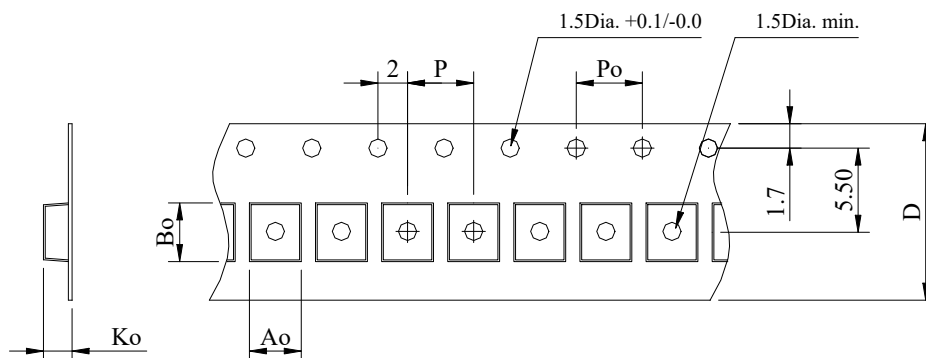 1.5Dia. +0.1/-0.0
1.5Dia. min.
2
P
Po
1.7
5.50
D
Bo
Ko
Ao